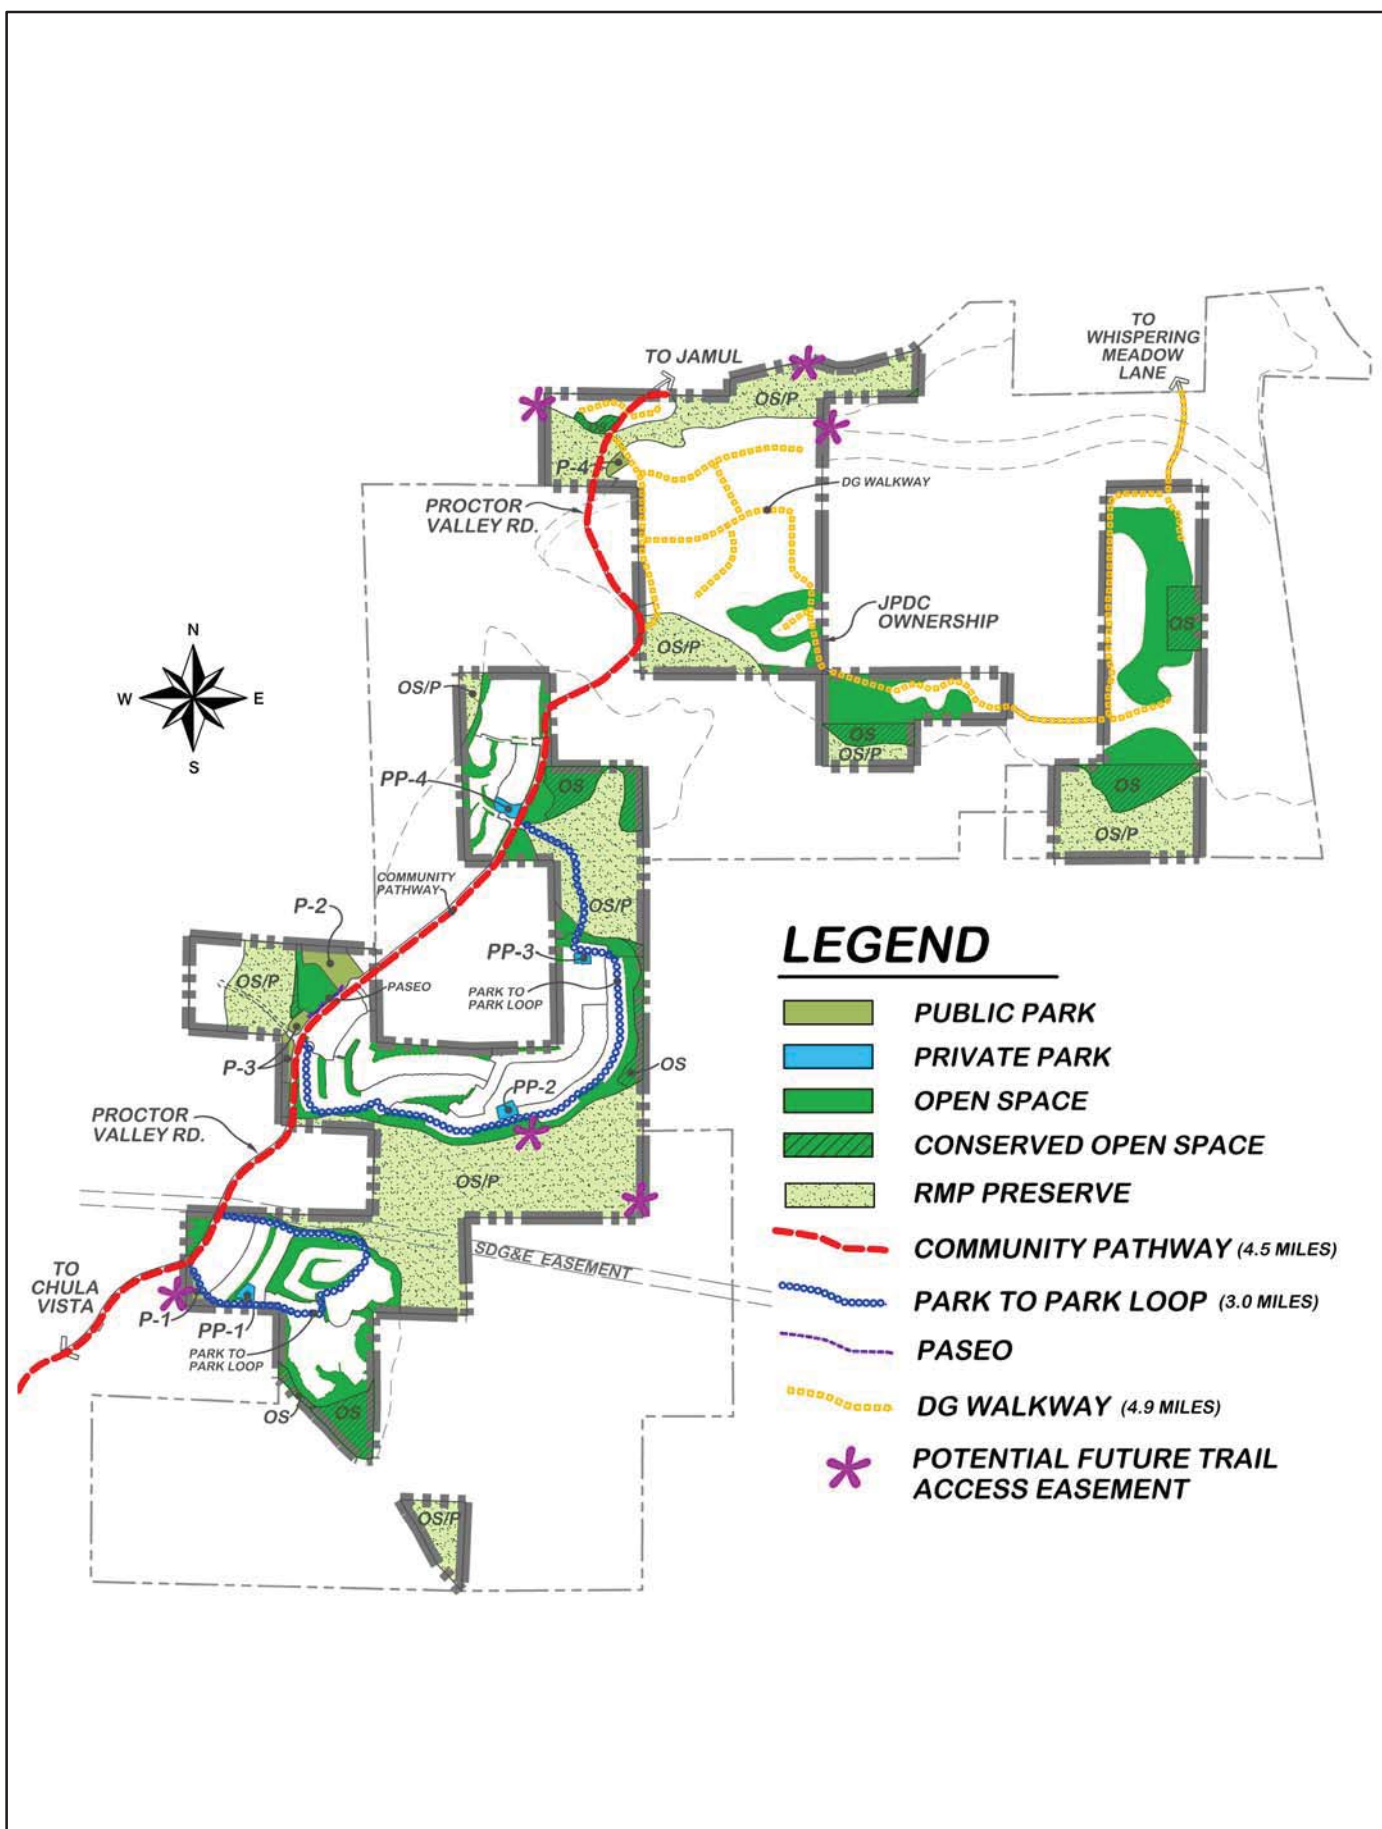 TO
WHISPERING
MEADOW
LANE
TO JAMUL
OS/P
P-4
DG WALKWAY
PROCTOR
VALLEY RD.
JPDC
OWNERSHIP
OS
OS/P
N
W
E
S
OS/P
OS
OS/P
PP-4
OS
OS
OS/P
COMMUNITY
PATHWAY
P-2
OS/P
PP-3
OS/P
PASEO
PARK TO
PARK LOOP
P-3
OS
PP-2
PROCTOR
VALLEY RD.
OS/P
SDG&E EASEMENT
TO
CHULA
VISTA
P-1
PP-1
PARK TO
PARK LOOP
OS
OS
OS/P
LEGEND
PUBLIC PARK
PRIVATE PARK
OPEN SPACE
CONSERVED OPEN SPACE
RMP PRESERVE
COMMUNITY PATHWAY (4.5 MILES)
PARK TO PARK LOOP (3.0 MILES)
PASEO
DG WALKWAY (4.9 MILES)
POTENTIAL FUTURE TRAIL
ACCESS EASEMENT